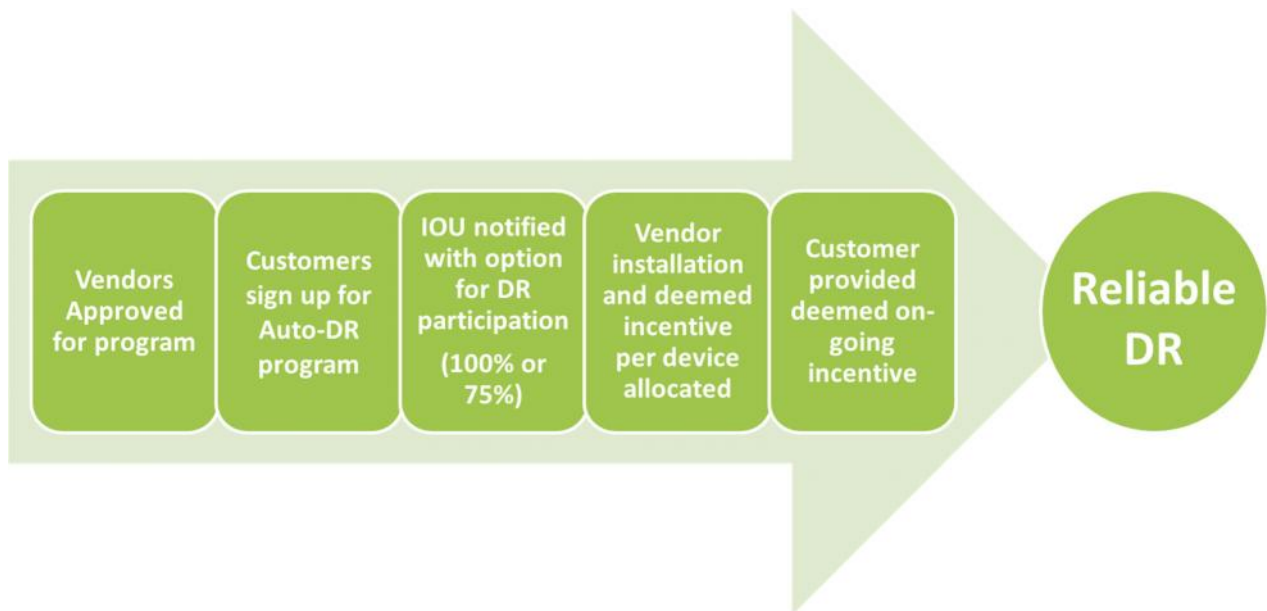 Vendors
Approved
for program
Customers
sign up for
Auto-DR
program
IOU notified
with option
for DR
participation
(100% or
75%)
Vendor
installation
and deemed
incentive
per device
allocated
Customer
provided
deemed on-
going
incentive
Reliable
DR